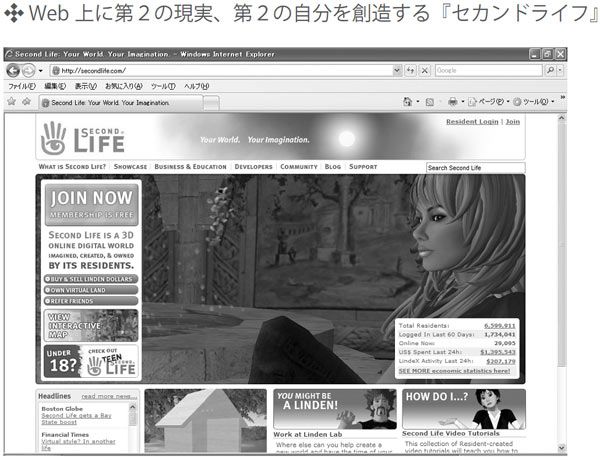 Web 上に第２の現実、第２の自分を創造する『セカンドライフ』
Second Life: Your World. Your Imagination. - Windows Internet Explorer
http://secondlife.com/
Google
ファイル(F) 編集(E) 表示(V) お気に入り(A) ツール(T) ヘルプ(H)
Second Life: Your World. Your Imagination.
ページ(P) ツール(O)
Resident Login | Join
SECOND LIFE
Your World. Your Imagination.
WHAT IS SECOND LIFE? SHOWCASE BUSINESS & EDUCATION DEVELOPERS COMMUNITY BLOG SUPPORT
Search Second Life
JOIN NOW
MEMBERSHIP IS FREE
SECOND LIFE IS A 3D
ONLINE DIGITAL WORLD
IMAGINED, CREATED, & OWNED
BY ITS RESIDENTS.
BUY & SELL LINDEN DOLLARS
OWN VIRTUAL LAND
REFER FRIENDS
VIEW
INTERACTIVE
MAP
UNDER
18?
CHECK OUT
TEEN
SECOND
LIFE
Total Residents: 6,599,911
Logged In Last 60 Days: 1,734,041
Online Now: 29,095
US$ Spent Last 24h: $1,395,543
LindeX Activity Last 24h: $207,179
SEE MORE economic statistics here!
Headlines read more news...
Boston Globe
Second Life gets a Bay
State boost
Financial Times
Virtual style? In another
life
YOU MIGHT BE
A LINDEN!
Work at Linden Lab
Where else can you help create a
new world and have the time of your
HOW DO I...?
Second Life Video Tutorials
This collection of Resident-created
video tutorials will teach you how to